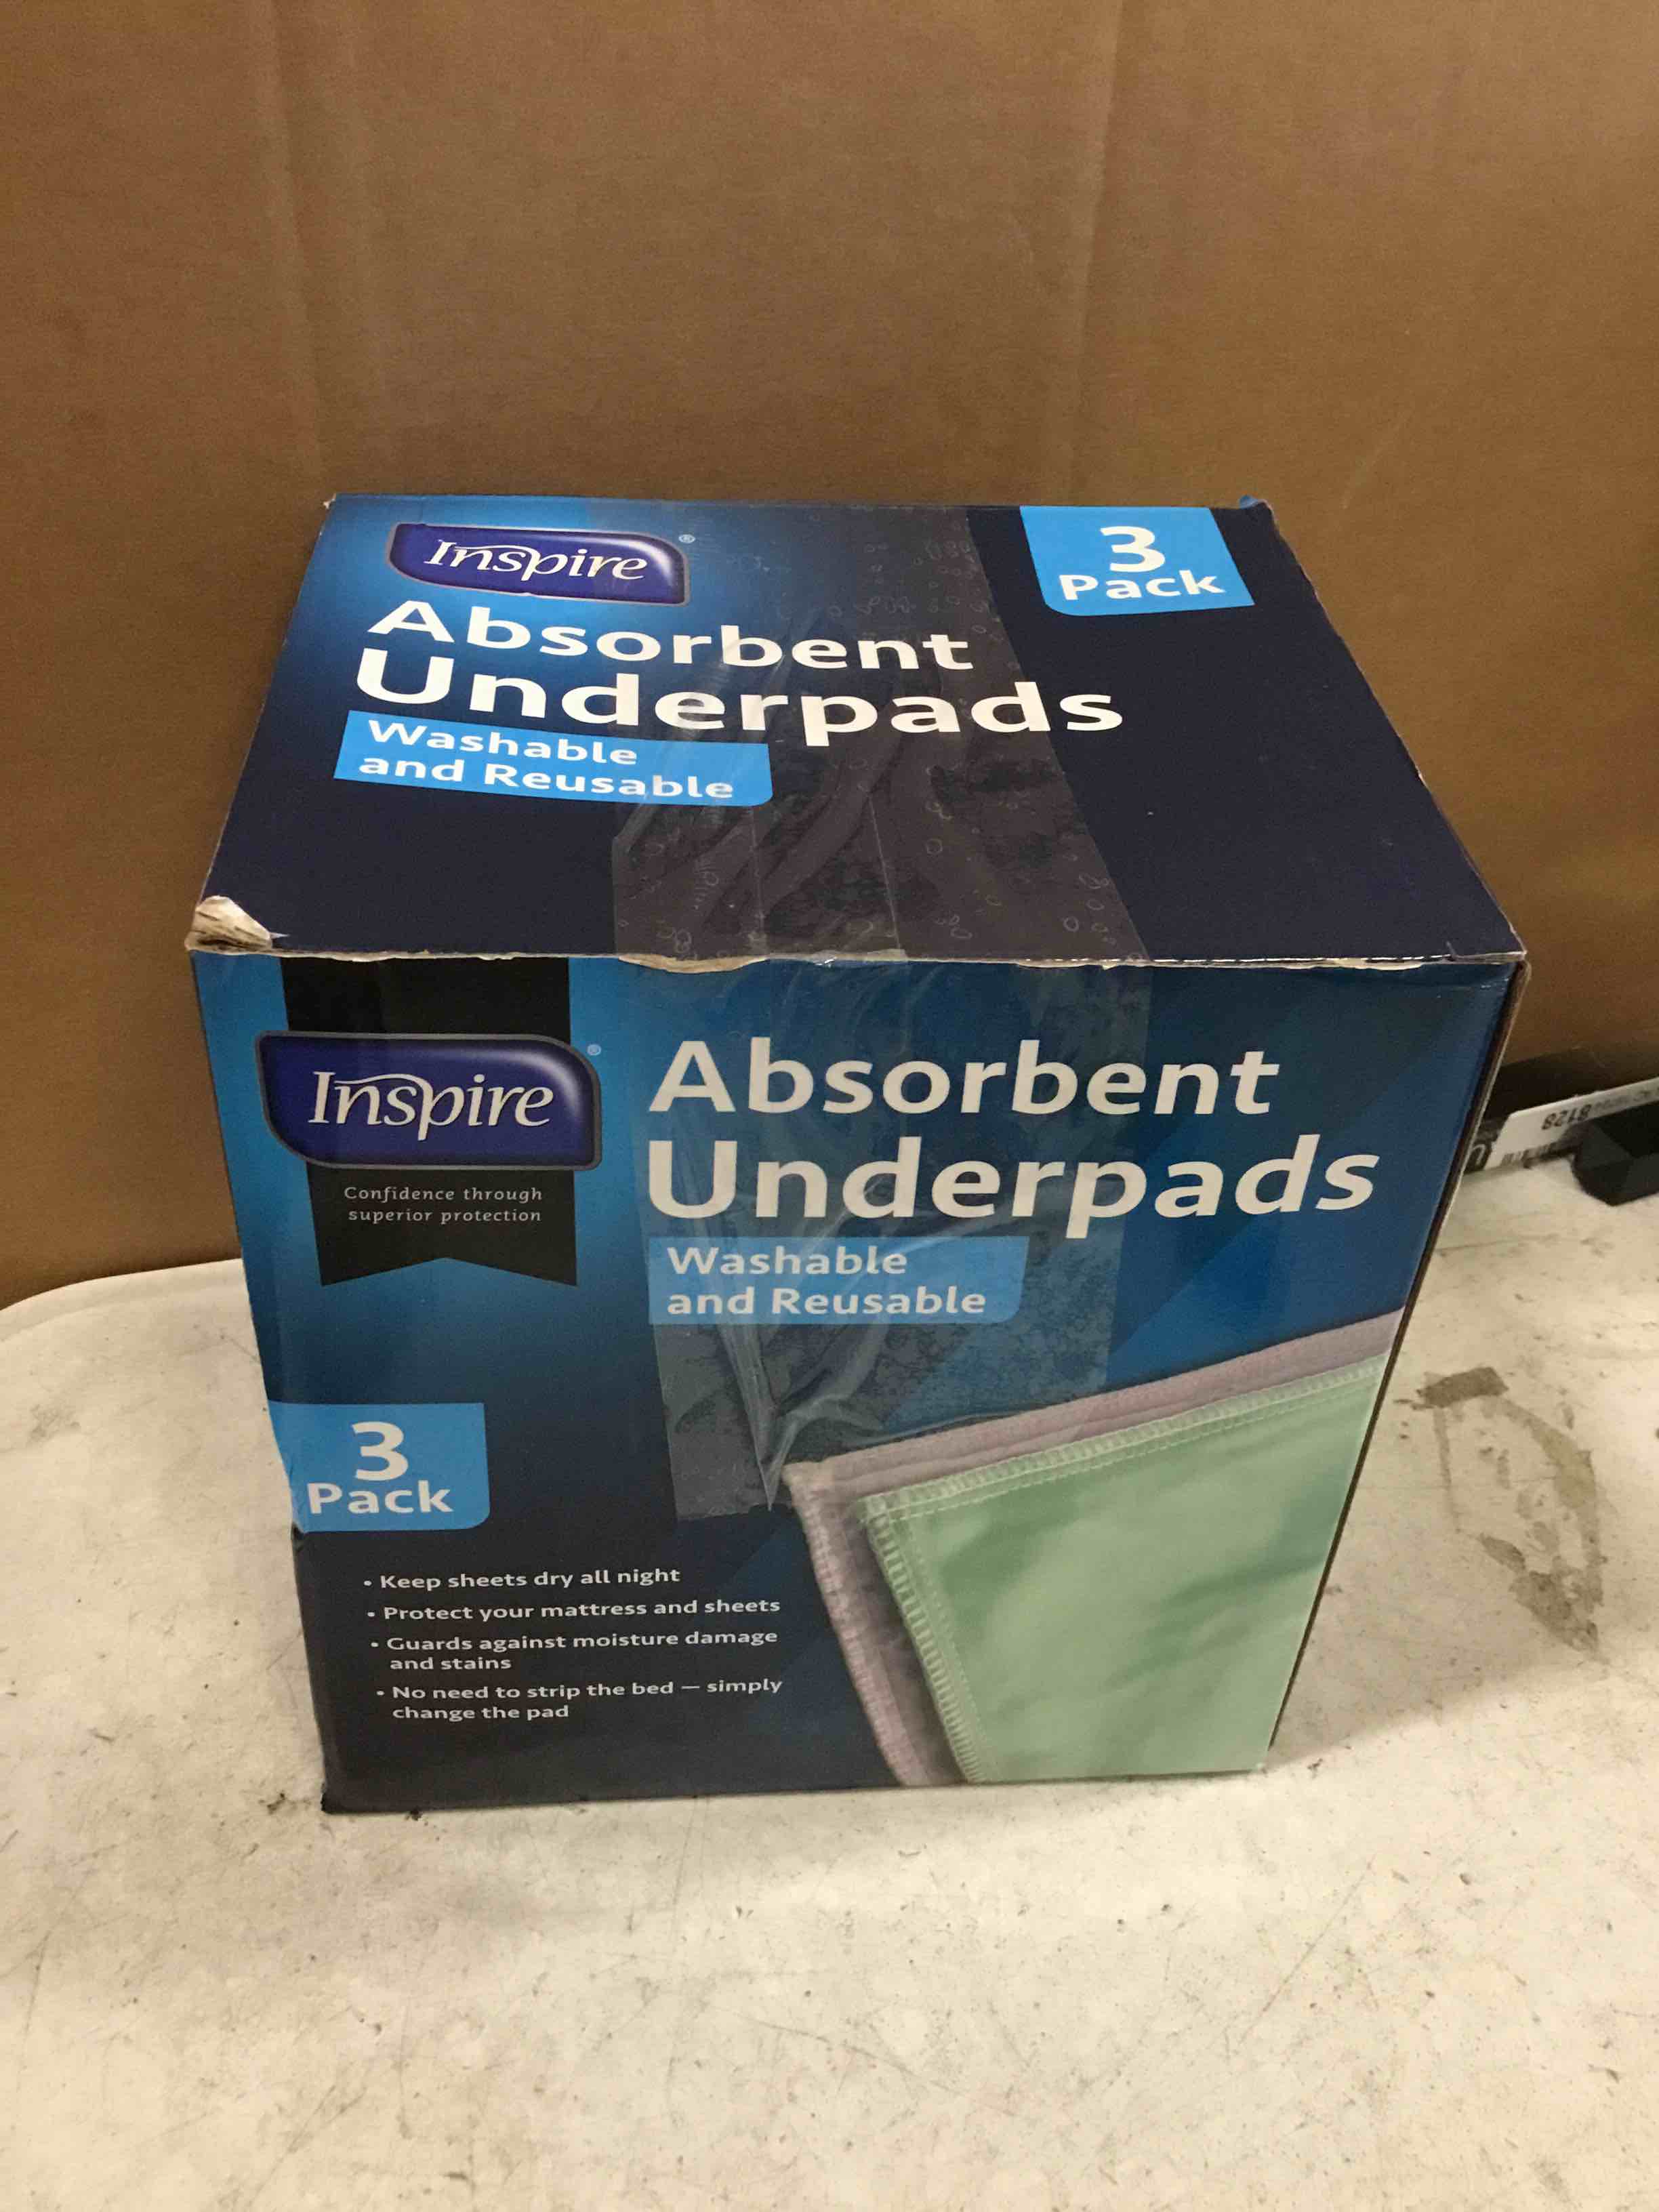 Inspire®
3
Pack
Absorbent
Underpads
Washable
and Reusable
Inspire®
Confidence through
superior protection
Absorbent
Underpads
Washable
and Reusable
3
Pack
• Keep sheets dry all night
• Protect your mattress and sheets
• Guards against moisture damage
and stains
• No need to strip the bed — simply
change the pad